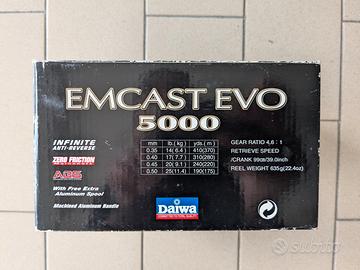 EMCAST EVO
5000
INFINITE
ANTI-REVERSE
ZERO FRICTION
ABS
With Free Extra
Aluminum Spool
Machined Aluminum Handle
mm lb.(kg) yds.(m)
0.35 14(6.4) 410(370)
0.40 17(7.7) 310(280)
0.45 20(9.1) 240(220)
0.50 25(11.4) 190(175)
GEAR RATIO 4,6 : 1
RETRIEVE SPEED
/CRANK 99cm/39.0inch
REEL WEIGHT 635g(22.4oz)
Daiwa
subito